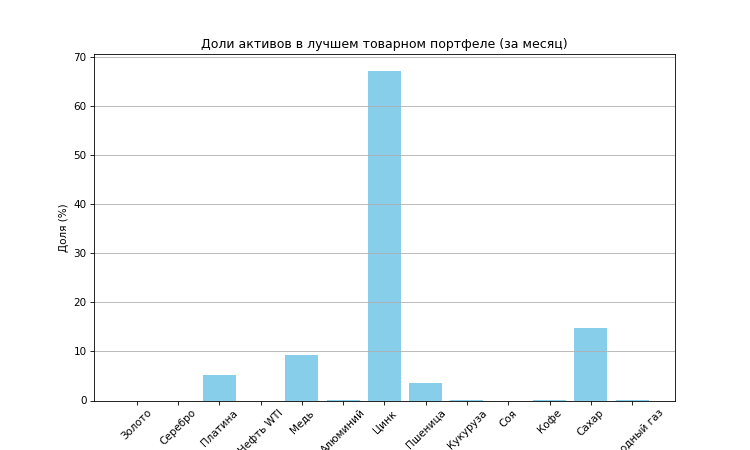 Доли активов в лучшем товарном портфеле (за месяц)
Доля (%)
70
60
50
40
30
20
10
0
Золото
Серебро
Платина
Нефть WTI
Медь
Алюминий
Цинк
Пшеница
Кукуруза
Соя
Кофе
Сахар
одный газ